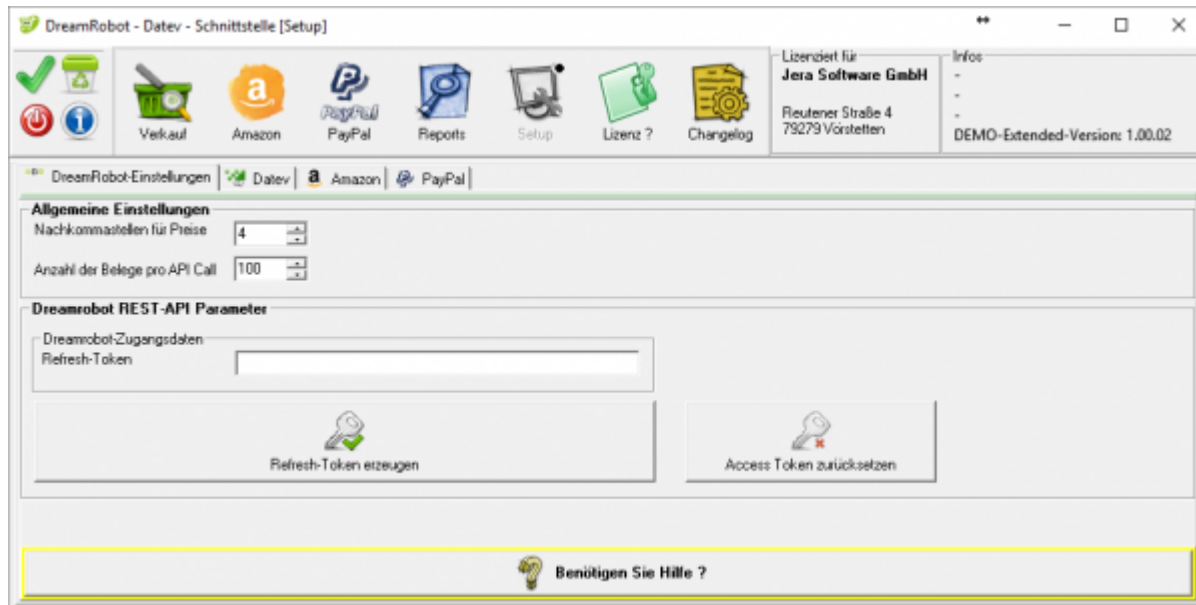 DreamRobot - Datev - Schnittstelle [Setup]
Verkauf
Amazon
PayPal
PayPal
Reports
Setup
Lizenz ?
Changelog
Lizenziert für
Jera Software GmbH
Reutener Straße 4
79279 Vörstetten
Infos
-
-
-
DEMO-Extended-Version: 1.00.02
DreamRobot-Einstellungen
Datev
Amazon
PayPal
Allgemeine Einstellungen
Nachkommastellen für Preise
4
Anzahl der Belege pro API Call
100
Dreamrobot REST-API Parameter
Dreamrobot-Zugangsdaten
Refresh-Token
Refresh-Token erzeugen
Access Token zurücksetzen
Benötigen Sie Hilfe ?